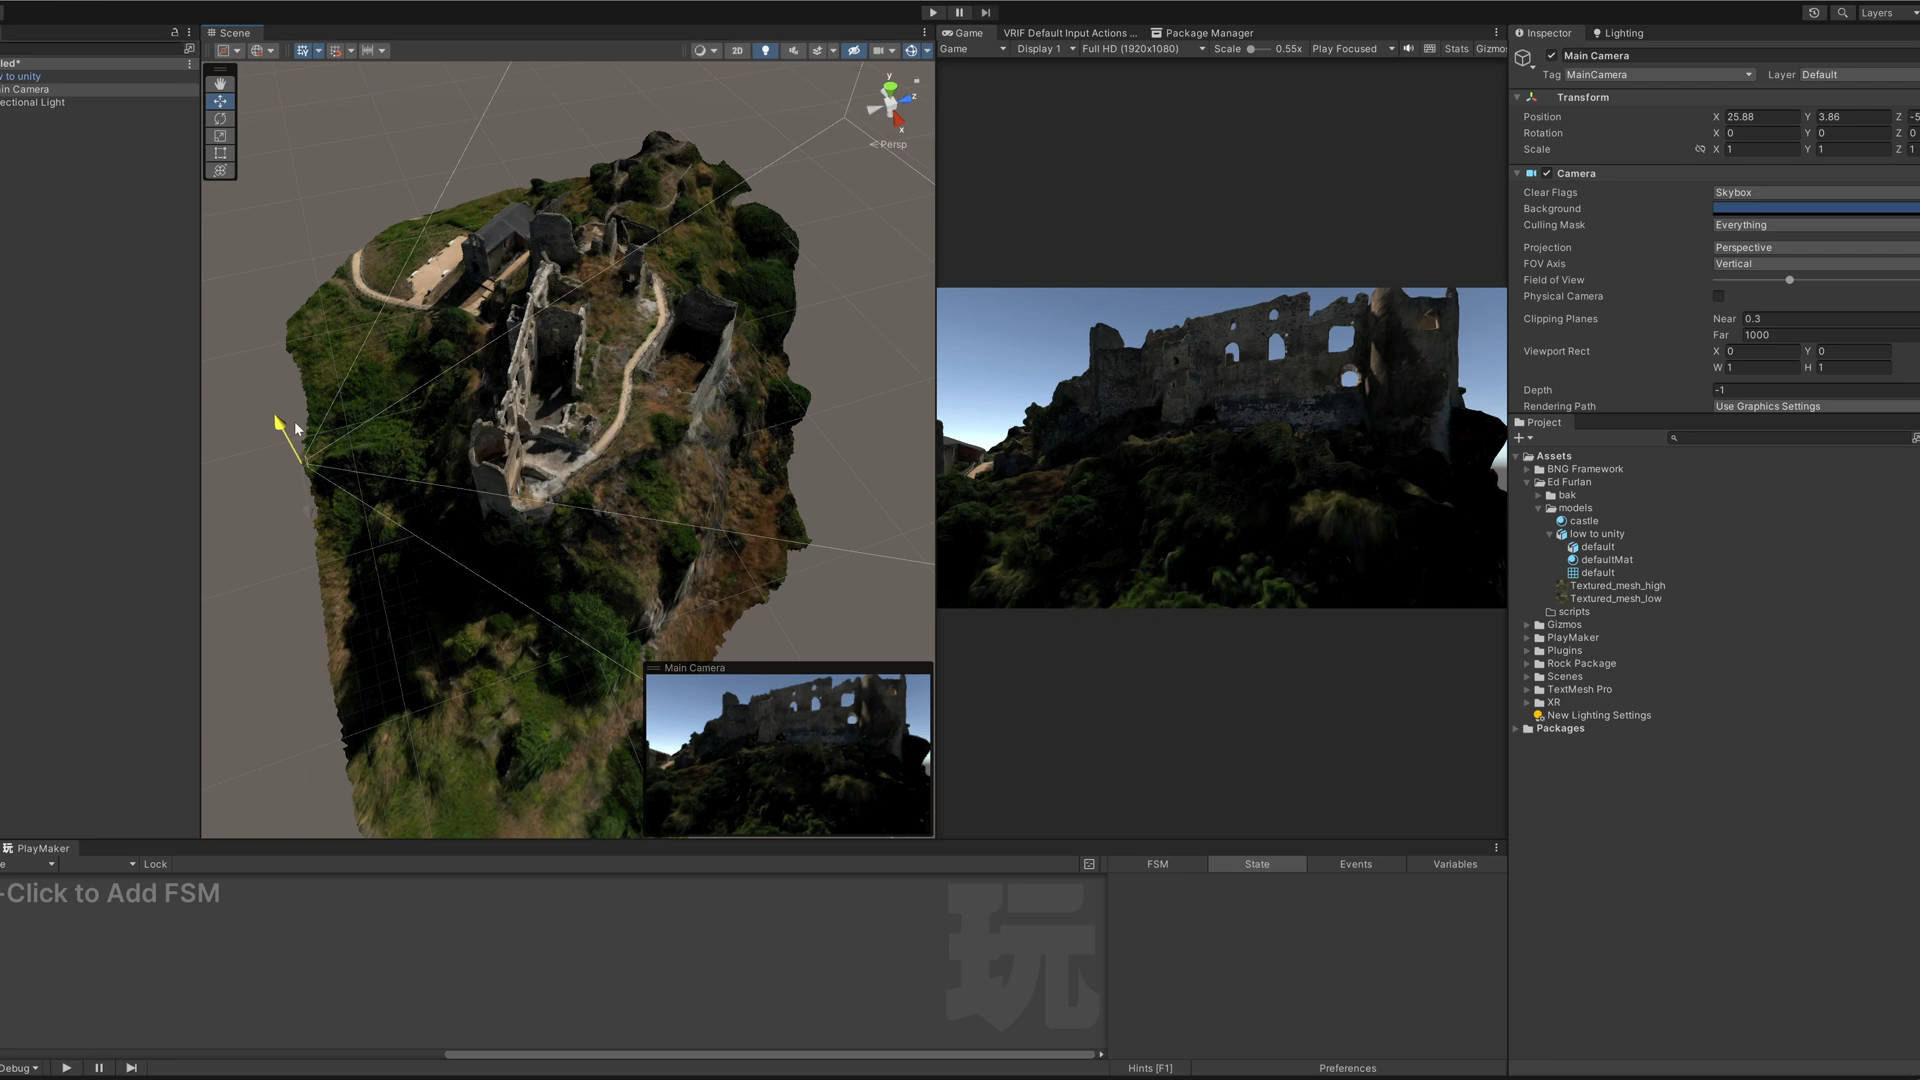 Layers
Scene
Game
VRIF Default Input Actions ...
Package Manager
Inspector
Lighting
Game
Display 1
Full HD (1920x1080)
Scale
0.55x
Play Focused
Stats
Gizmo
2D
Main Camera
Tag
MainCamera
Layer
Default
led*
w to unity
in Camera
ectional Light
y
z
x
Persp
Transform
Position
X
25.88
Y
3.86
Z
-5
Rotation
X
0
Y
0
Z
0
Scale
X
1
Y
1
Z
1
Camera
Clear Flags
Skybox
Background
Culling Mask
Everything
Projection
Perspective
FOV Axis
Vertical
Field of View
Physical Camera
Clipping Planes
Near
0.3
Far
1000
Viewport Rect
X
0
Y
0
W
1
H
1
Depth
-1
Rendering Path
Use Graphics Settings
Project
Assets
BNG Framework
Ed Furlan
bak
models
castle
low to unity
default
defaultMat
default
Textured_mesh_high
Textured_mesh_low
scripts
Gizmos
PlayMaker
Plugins
Rock Package
Scenes
TextMesh Pro
XR
New Lighting Settings
Packages
Main Camera
PlayMaker
e
Lock
FSM
State
Events
Variables
-Click to Add FSM
玩
Debug
Hints [F1]
Preferences